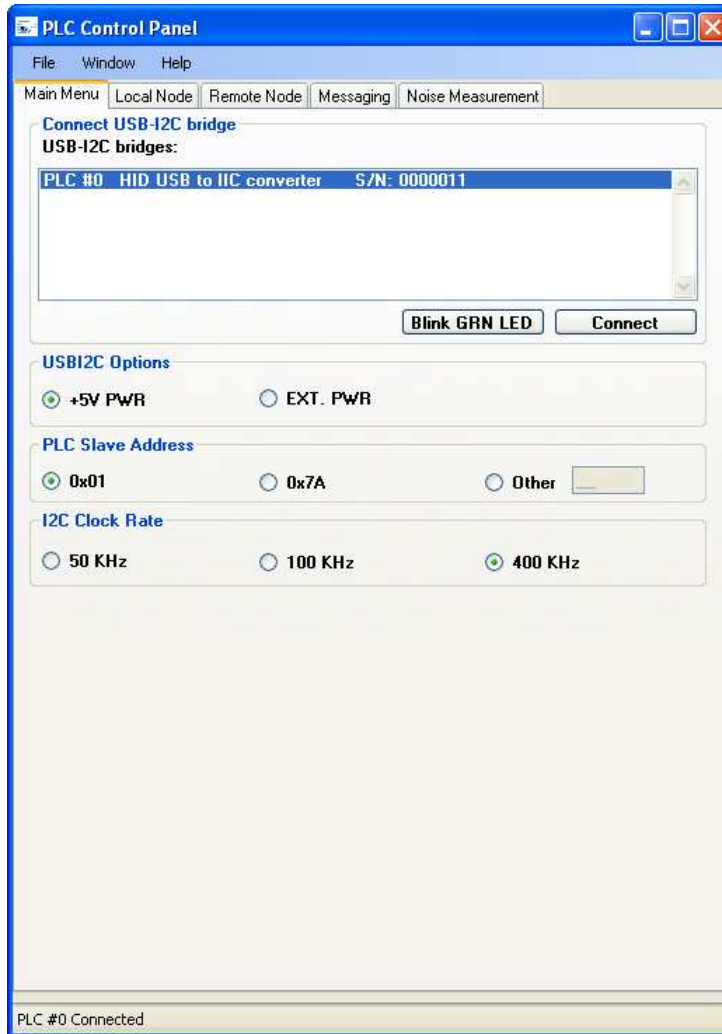 PLC Control Panel
File Window Help
Main Menu Local Node Remote Node Messaging Noise Measurement
Connect USB-I2C bridge
USB-I2C bridges:
PLC #0 HID USB to IIC converter S/N: 0000011
Blink GRN LED Connect
USBI2C Options
+5V PWR EXT. PWR
PLC Slave Address
0x01 0x7A Other __
I2C Clock Rate
50 KHz 100 KHz 400 KHz
PLC #0 Connected